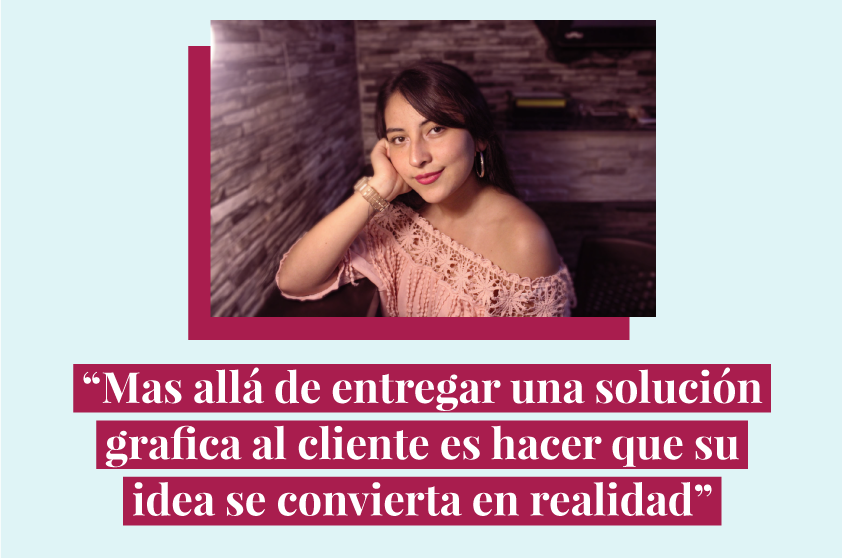 “Mas allá de entregar una solución
grafica al cliente es hacer que su
idea se convierta en realidad”